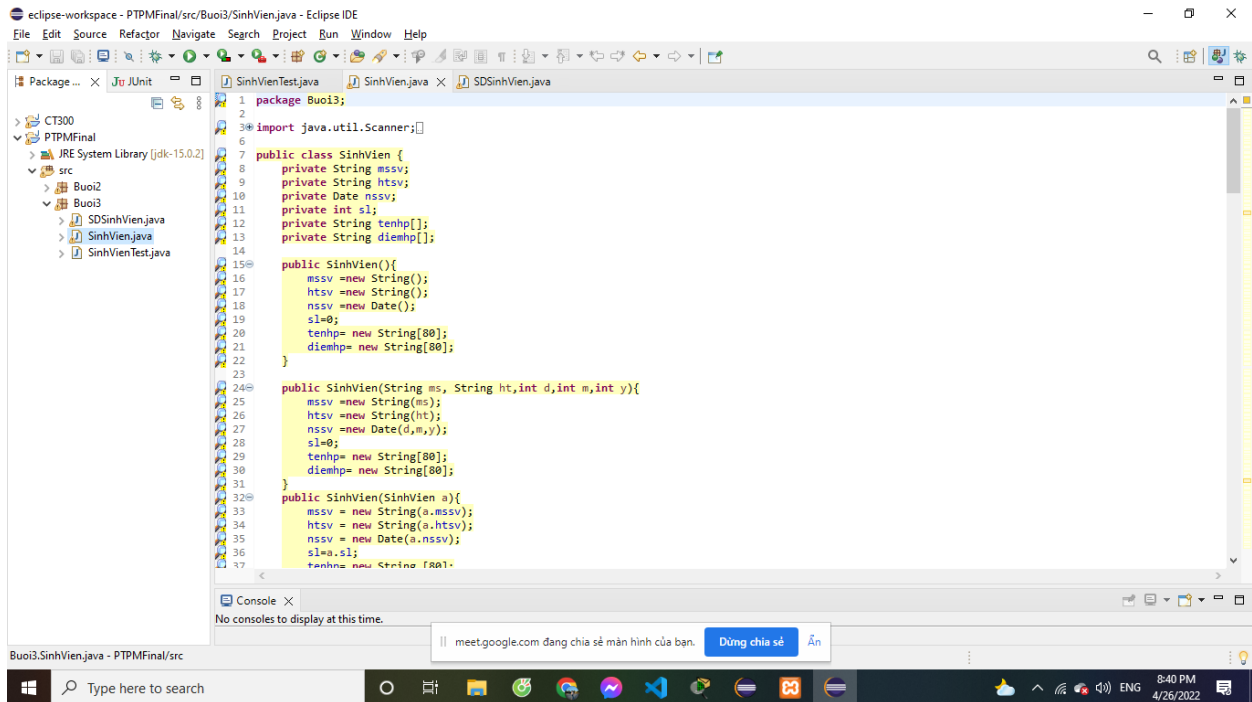 eclipse-workspace - PTPMFinal/src/Buoi3/SinhVien.java - Eclipse IDE
File Edit Source Refactor Navigate Search Project Run Window Help
Package ... JUnit
CT300
PTPMFinal
JRE System Library [jdk-15.0.2]
src
Buoi2
Buoi3
SDSinhVien.java
SinhVien.java
SinhVienTest.java
SinhVienTest.java SinhVien.java SDSinhVien.java
1 package Buoi3;
2
3 import java.util.Scanner;
6
7 public class SinhVien {
8 private String mssv;
9 private String htsv;
10 private Date nssv;
11 private int sl;
12 private String tenhp[];
13 private String diemhp[];
14
15 public SinhVien(){
16 mssv =new String();
17 htsv =new String();
18 nssv =new Date();
19 sl=0;
20 tenhp= new String[80];
21 diemhp= new String[80];
22 }
23
24 public SinhVien(String ms, String ht,int d,int m,int y){
25 mssv =new String(ms);
26 htsv =new String(ht);
27 nssv =new Date(d,m,y);
28 sl=0;
29 tenhp= new String[80];
30 diemhp= new String[80];
31 }
32 public SinhVien(SinhVien a){
33 mssv = new String(a.mssv);
34 htsv = new String(a.htsv);
35 nssv = new Date(a.nssv);
36 sl=a.sl;
37 tenhp= new String [80];
Console
No consoles to display at this time.
meet.google.com đang chia sẻ màn hình của bạn. Dừng chia sẻ Ẩn
Buoi3.SinhVien.java - PTPMFinal/src
Type here to search
ENG
8:40 PM
4/26/2022